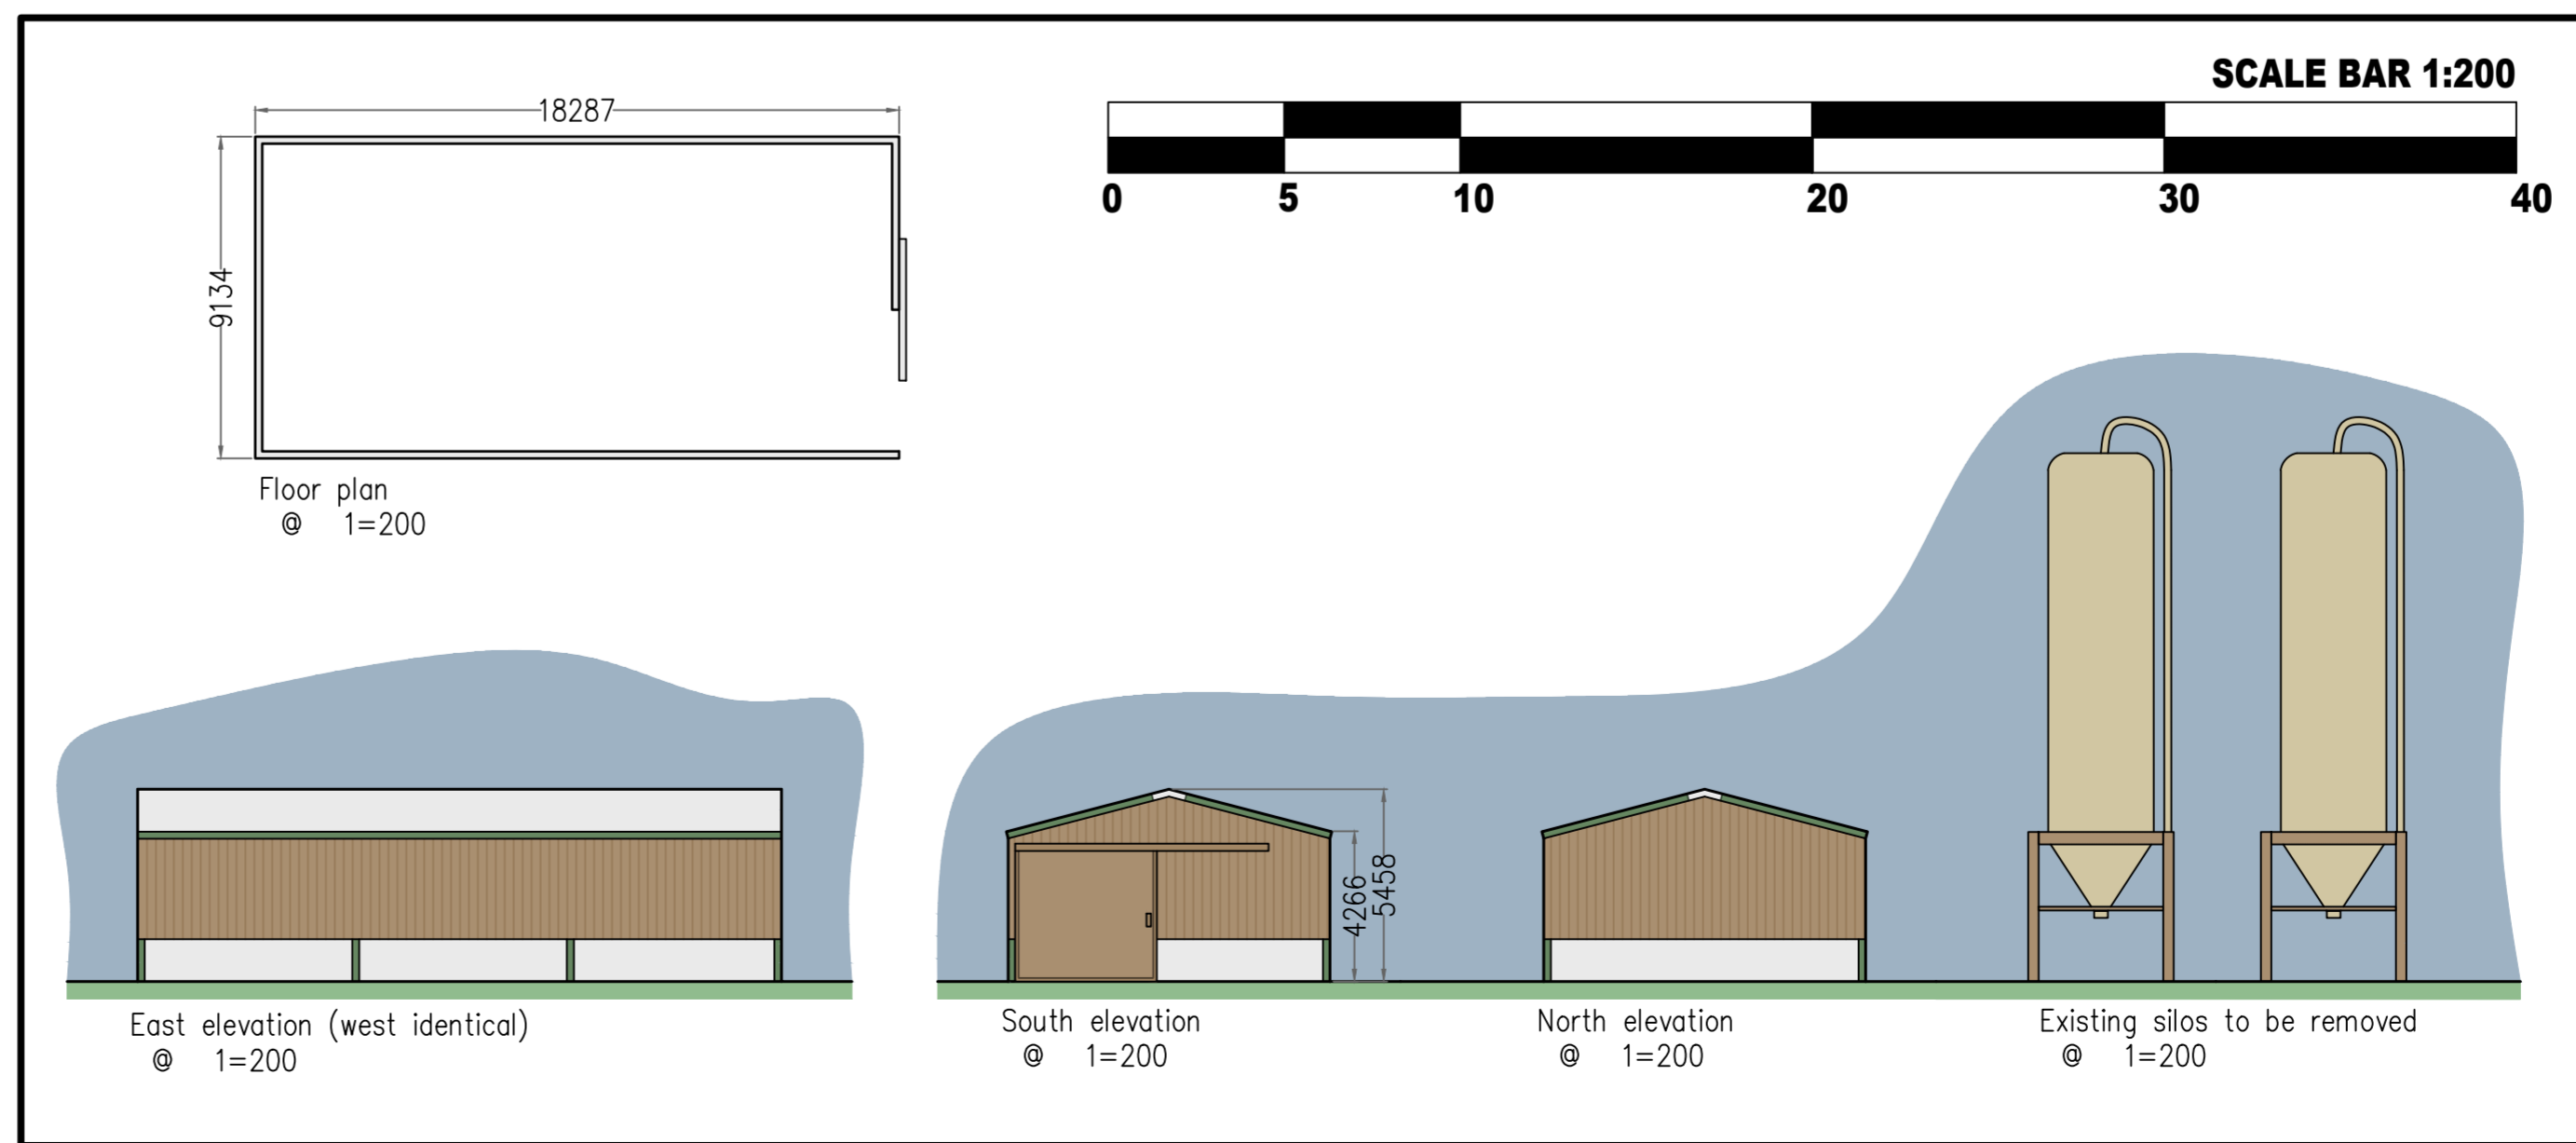 SCALE BAR 1:200
0 5 10 20 30 40
18287
9134
Floor plan
@ 1=200
4266
5458
East elevation (west identical)
@ 1=200
South elevation
@ 1=200
North elevation
@ 1=200
Existing silos to be removed
@ 1=200